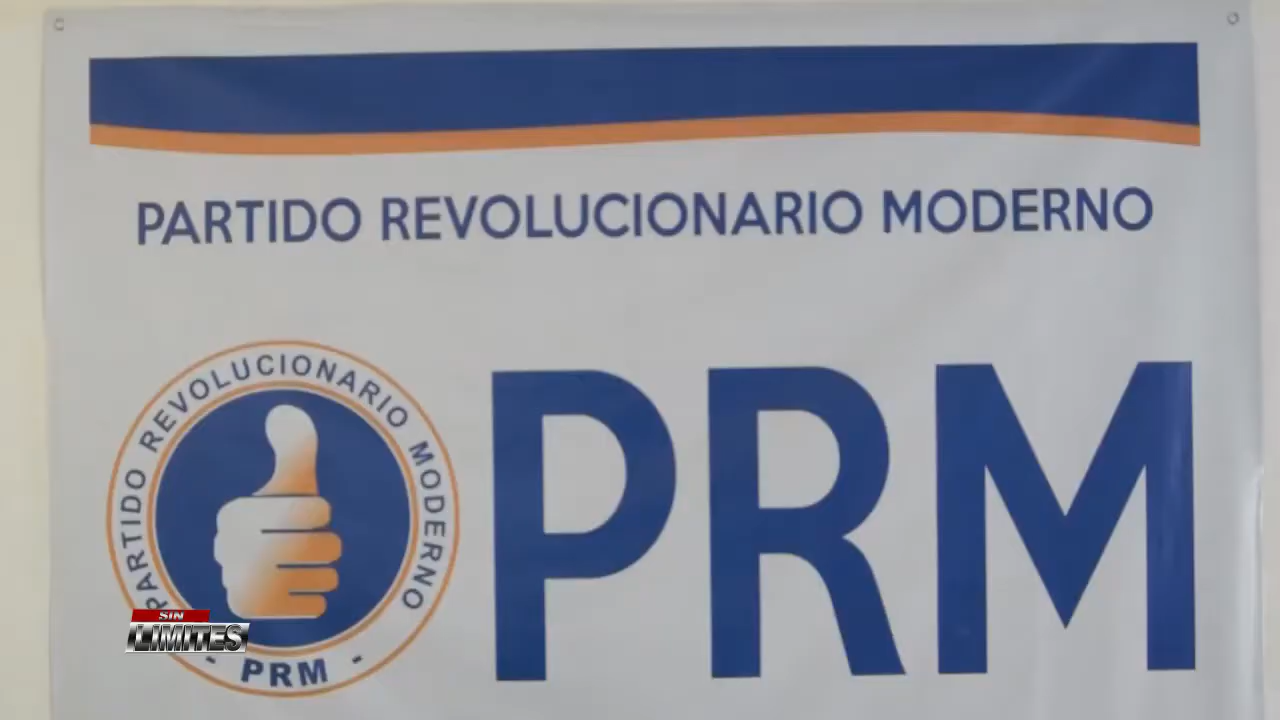 PARTIDO REVOLUCIONARIO MODERNO
PARTIDO REVOLUCIONARIO MODERNO
- PRM -
PRM
SIN
LIMITES